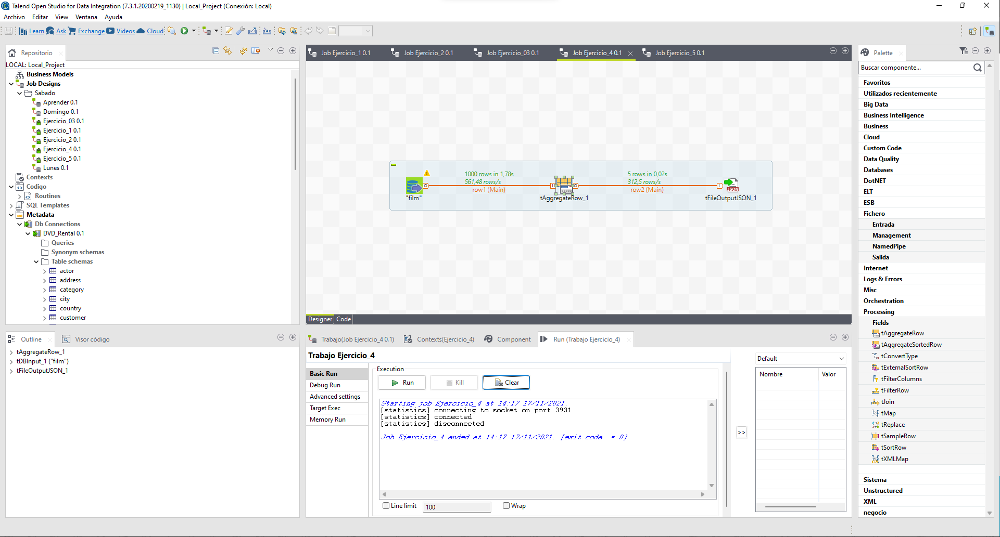 Talend Open Studio for Data Integration (7.3.1.20200219_1130) | Local_Project (Conexión: Local)
Archivo Editar View Ventana Ayuda
Learn Ask Exchange Videos Cloud
Repositorio
LOCAL: Local_Project
Business Models
Job Designs
Sabado
Aprender 0.1
Domingo 0.1
Ejercicio_03 0.1
Ejercicio_1 0.1
Ejercicio_2 0.1
Ejercicio_4 0.1
Ejercicio_5 0.1
Lunes 0.1
Contexts
Codigo
Routines
SQL Templates
Metadata
Db Connections
DVD_Rental 0.1
Queries
Synonym schemas
Table schemas
actor
address
category
city
country
customer
Outline Visor código
tAggregateRow_1
tDBInput_1 ("film")
tFileOutputJSON_1
Job Ejercicio_1 0.1 Job Ejercicio_2 0.1 Job Ejercicio_03 0.1 Job Ejercicio_4 0.1 Job Ejercicio_5 0.1
1000 rows in 1,78s
561,48 rows/s
row1 (Main)
5 rows in 0,02s
312,5 rows/s
row2 (Main)
"film"
tAggregateRow_1
JSON
tFileOutputJSON_1
Designer Code
Trabajo(Job Ejercicio_4 0.1) Contexts(Ejercicio_4) Component Run (Trabajo Ejercicio_4)
Trabajo Ejercicio_4
Basic Run
Debug Run
Advanced settings
Target Exec
Memory Run
Execution
Run Kill Clear
Starting job Ejercicio_4 at 14:17 17/11/2021.
[statistics] connecting to socket on port 3931
[statistics] connected
[statistics] disconnected
Job Ejercicio_4 ended at 14:17 17/11/2021. [exit code  = 0]
Line limit 100 Wrap
>>
Default
Nombre Valor
Palette
Buscar componente...
Favoritos
Utilizados recientemente
Big Data
Business Intelligence
Business
Cloud
Custom Code
Data Quality
Databases
DotNET
ELT
ESB
Fichero
Entrada
Management
NamedPipe
Salida
Internet
Logs & Errors
Misc
Orchestration
Processing
Fields
tAggregateRow
tAggregateSortedRow
tConvertType
tExternalSortRow
tFilterColumns
tFilterRow
tJoin
tMap
tReplace
tSampleRow
tSortRow
tXMLMap
Sistema
Unstructured
XML
negocio